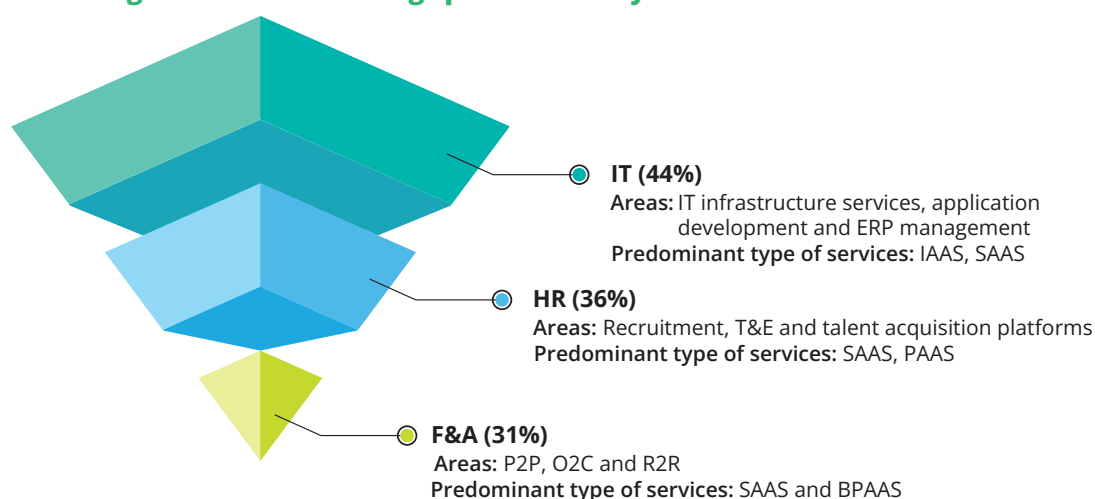 IT (44%)
Areas: IT infrastructure services, application
development and ERP management
Predominant type of services: IAAS, SAAS
HR (36%)
Areas: Recruitment, T&E and talent acquisition platforms
Predominant type of services: SAAS, PAAS
F&A (31%)
Areas: P2P, O2C and R2R
Predominant type of services: SAAS and BPAAS